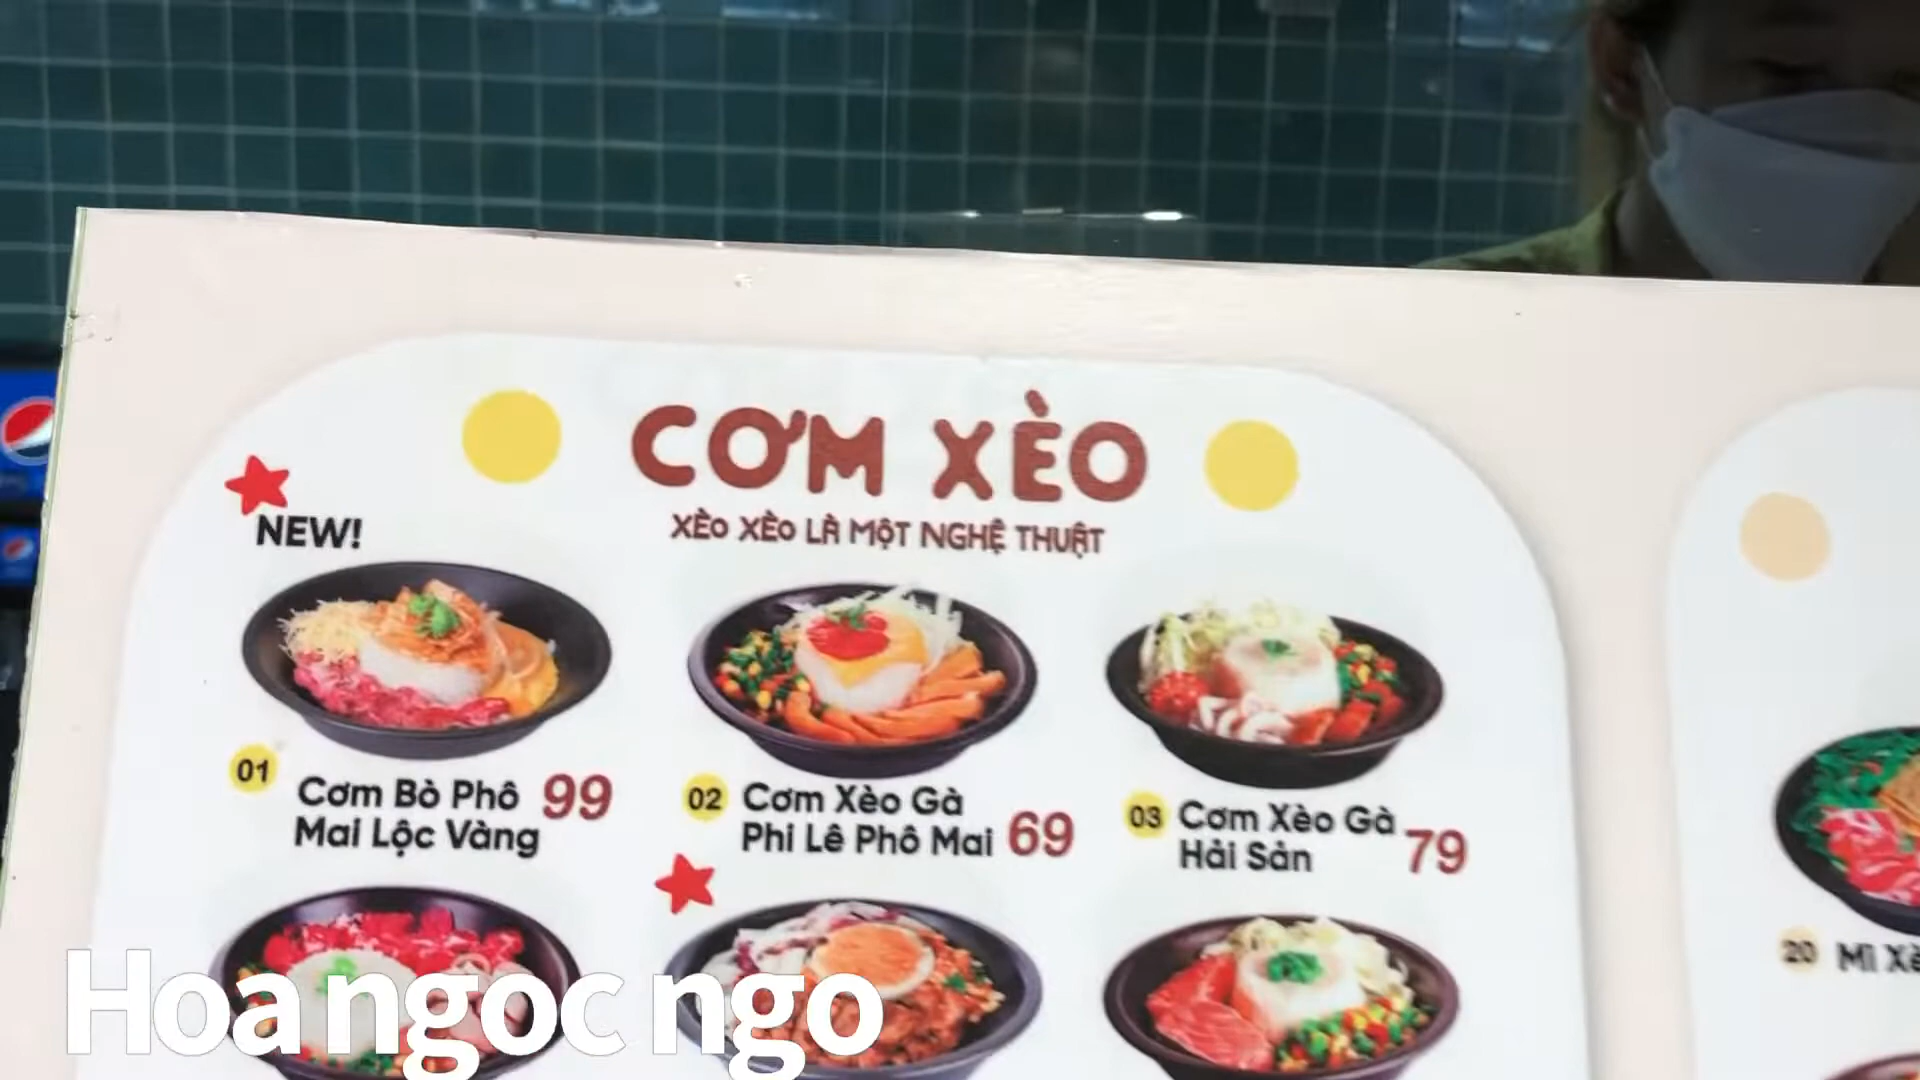 CƠM XÈO
XÈO XÈO LÀ MỘT NGHỆ THUẬT
NEW!
01 Cơm Bò Phô
Mai Lộc Vàng 99
02 Cơm Xèo Gà
Phi Lê Phô Mai 69
03 Cơm Xèo Gà
Hải Sản 79
20 Mì
Hoa ngoc ngo